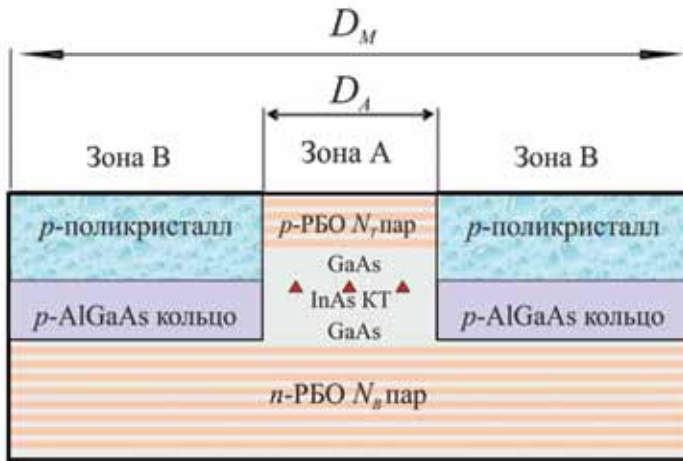 D_M
D_A
Зона В
Зона А
Зона В
p-поликристалл
p-РБО N_T пар
p-поликристалл
GaAs
InAs КТ
p-AlGaAs кольцо
GaAs
p-AlGaAs кольцо
n-РБО N_B пар